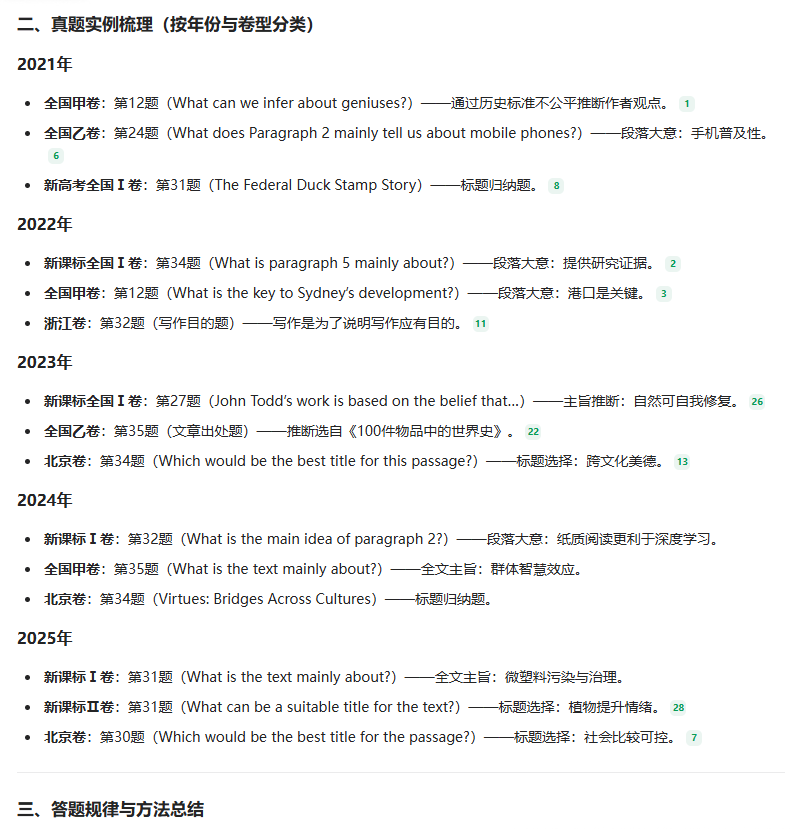 二、真题实例梳理（按年份与卷型分类）
2021年
• 全国甲卷：第12题（What can we infer about geniuses?）——通过历史标准不公平推断作者观点。 1
• 全国乙卷：第24题（What does Paragraph 2 mainly tell us about mobile phones?）——段落大意：手机普及性。
6
• 新高考全国Ⅰ卷：第31题（The Federal Duck Stamp Story）——标题归纳题。 8
2022年
• 新课标全国Ⅰ卷：第34题（What is paragraph 5 mainly about?）——段落大意：提供研究证据。 2
• 全国甲卷：第12题（What is the key to Sydney’s development?）——段落大意：港口是关键。 3
• 浙江卷：第32题（写作目的题）——写作是为了说明写作应有目的。 11
2023年
• 新课标全国Ⅰ卷：第27题（John Todd’s work is based on the belief that...）——主旨推断：自然可自我修复。 26
• 全国乙卷：第35题（文章出处题）——推断选自《100件物品中的世界史》。 22
• 北京卷：第34题（Which would be the best title for this passage?）——标题选择：跨文化美德。 13
2024年
• 新课标Ⅰ卷：第32题（What is the main idea of paragraph 2?）——段落大意：纸质阅读更利于深度学习。
• 全国甲卷：第35题（What is the text mainly about?）——全文主旨：群体智慧效应。
• 北京卷：第34题（Virtues: Bridges Across Cultures）——标题归纳题。
2025年
• 新课标Ⅰ卷：第31题（What is the text mainly about?）——全文主旨：微塑料污染与治理。
• 新课标Ⅱ卷：第31题（What can be a suitable title for the text?）——标题选择：植物提升情绪。 28
• 北京卷：第30题（Which would be the best title for the passage?）——标题选择：社会比较可控。 7
三、答题规律与方法总结